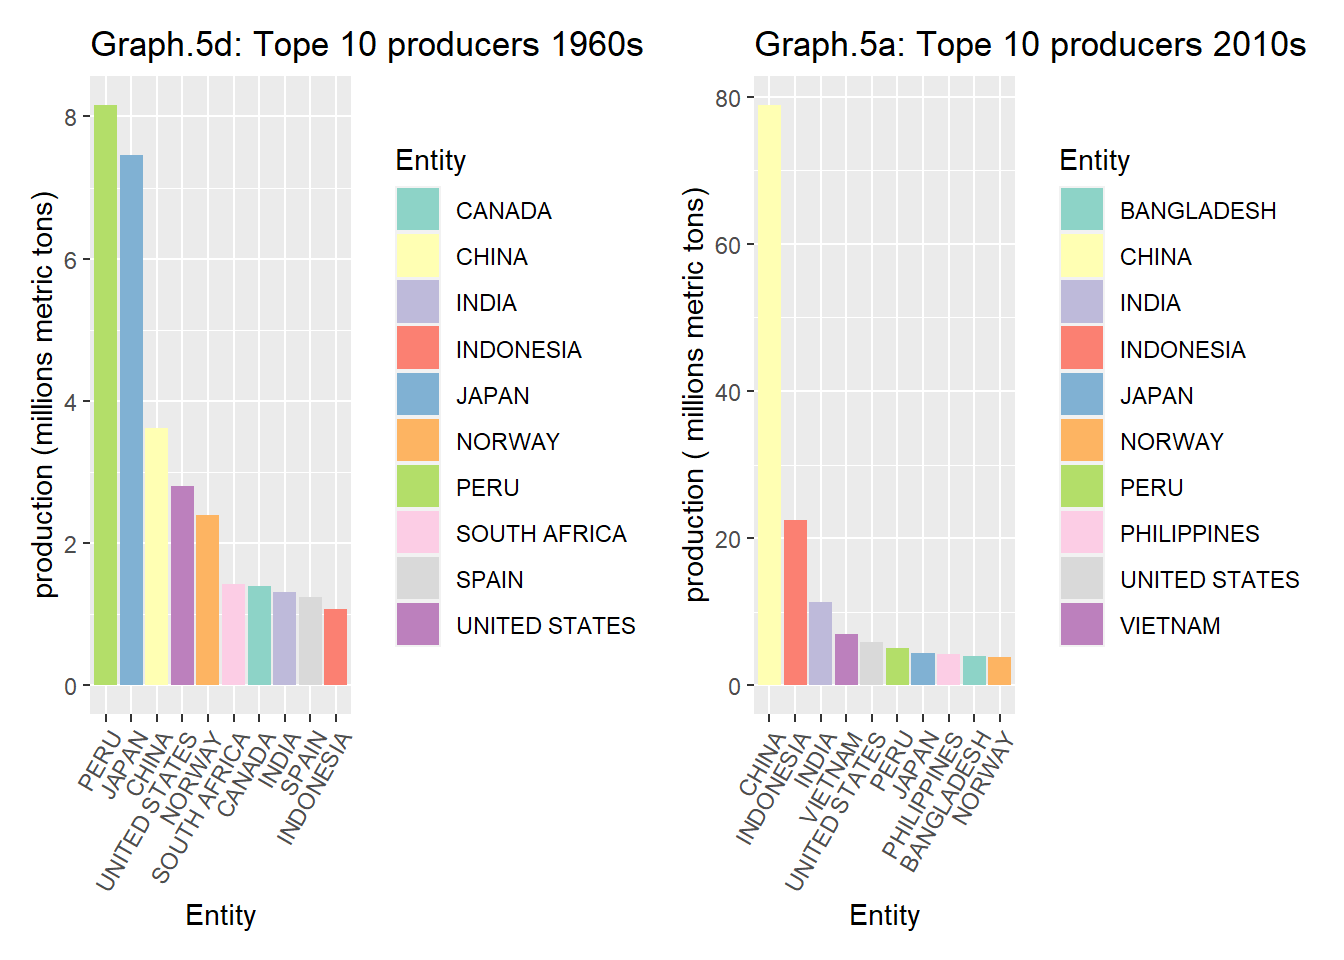 Graph.5d: Tope 10 producers 1960s
production (millions metric tons)
8
6
4
2
0
PERU
JAPAN
CHINA
UNITED STATES
NORWAY
SOUTH AFRICA
CANADA
INDIA
SPAIN
INDONESIA
Entity
Entity
CANADA
CHINA
INDIA
INDONESIA
JAPAN
NORWAY
PERU
SOUTH AFRICA
SPAIN
UNITED STATES
Graph.5a: Tope 10 producers 2010s
production ( millions metric tons)
80
60
40
20
0
CHINA
INDONESIA
INDIA
VIETNAM
UNITED STATES
PERU
JAPAN
PHILIPPINES
BANGLADESH
NORWAY
Entity
Entity
BANGLADESH
CHINA
INDIA
INDONESIA
JAPAN
NORWAY
PERU
PHILIPPINES
UNITED STATES
VIETNAM